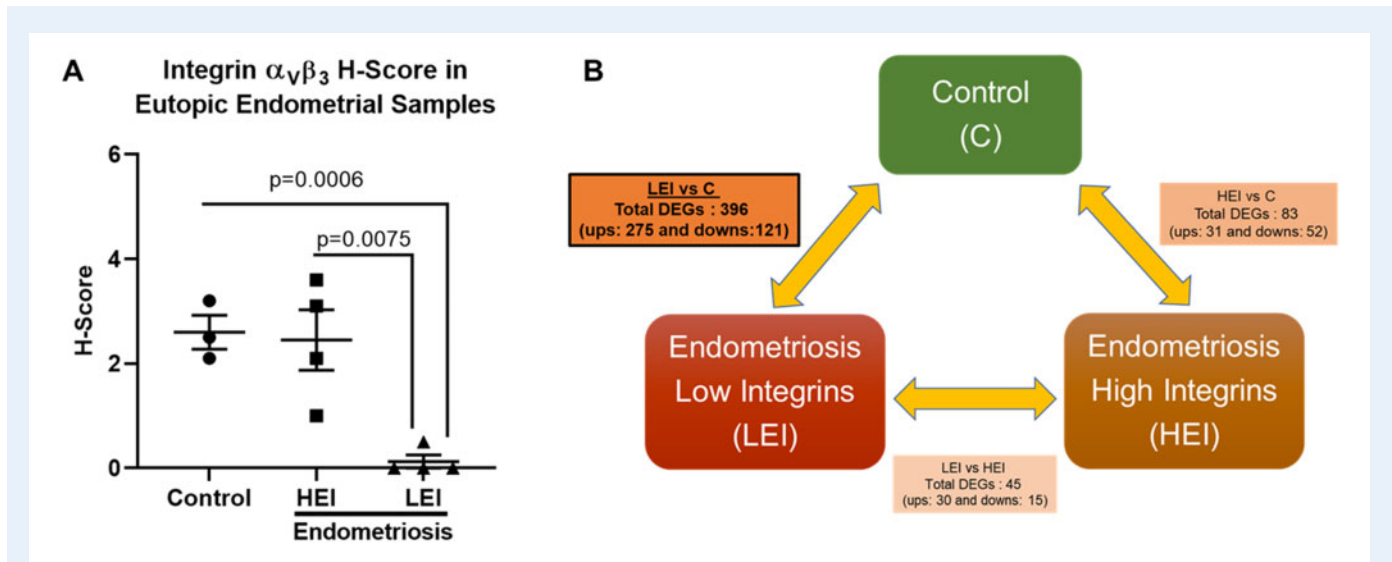 A
Integrin αvβ3 H-Score in
Eutopic Endometrial Samples
H-Score
6
4
2
0
p=0.0006
p=0.0075
Control
HEI
LEI
Endometriosis
B
Control
(C)
LEI vs C
Total DEGs : 396
(ups: 275 and downs:121)
HEI vs C
Total DEGs : 83
(ups: 31 and downs: 52)
Endometriosis
Low Integrins
(LEI)
Endometriosis
High Integrins
(HEI)
LEI vs HEI
Total DEGs : 45
(ups: 30 and downs: 15)